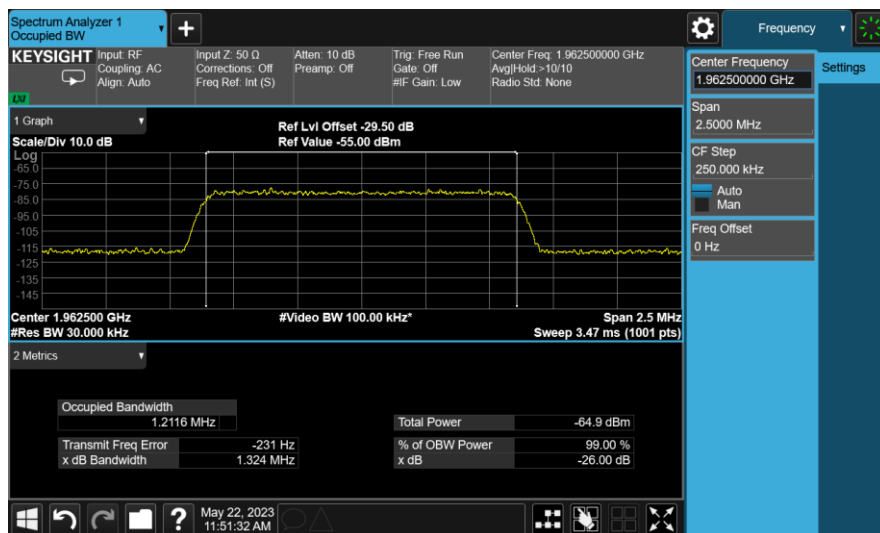 Spectrum Analyzer 1
Occupied BW
Frequency
KEYSIGHT
LXI
Input: RF
Coupling: AC
Align: Auto
Input Z: 50 Ω
Corrections: Off
Freq Ref: Int (S)
Atten: 10 dB
Preamp: Off
Trig: Free Run
Gate: Off
#IF Gain: Low
Center Freq: 1.962500000 GHz
Avg|Hold:>10/10
Radio Std: None
Center Frequency
1.962500000 GHz
Settings
Span
2.5000 MHz
CF Step
250.000 kHz
Auto
Man
Freq Offset
0 Hz
1 Graph
Scale/Div 10.0 dB
Ref Lvl Offset -29.50 dB
Ref Value -55.00 dBm
Log
-65.0
-75.0
-85.0
-95.0
-105
-115
-125
-135
-145
Center 1.962500 GHz
#Res BW 30.000 kHz
#Video BW 100.00 kHz*
Span 2.5 MHz
Sweep 3.47 ms (1001 pts)
2 Metrics
Occupied Bandwidth
1.2116 MHz
Total Power -64.9 dBm
Transmit Freq Error -231 Hz
% of OBW Power 99.00 %
x dB Bandwidth 1.324 MHz
x dB -26.00 dB
?
May 22, 2023
11:51:32 AM